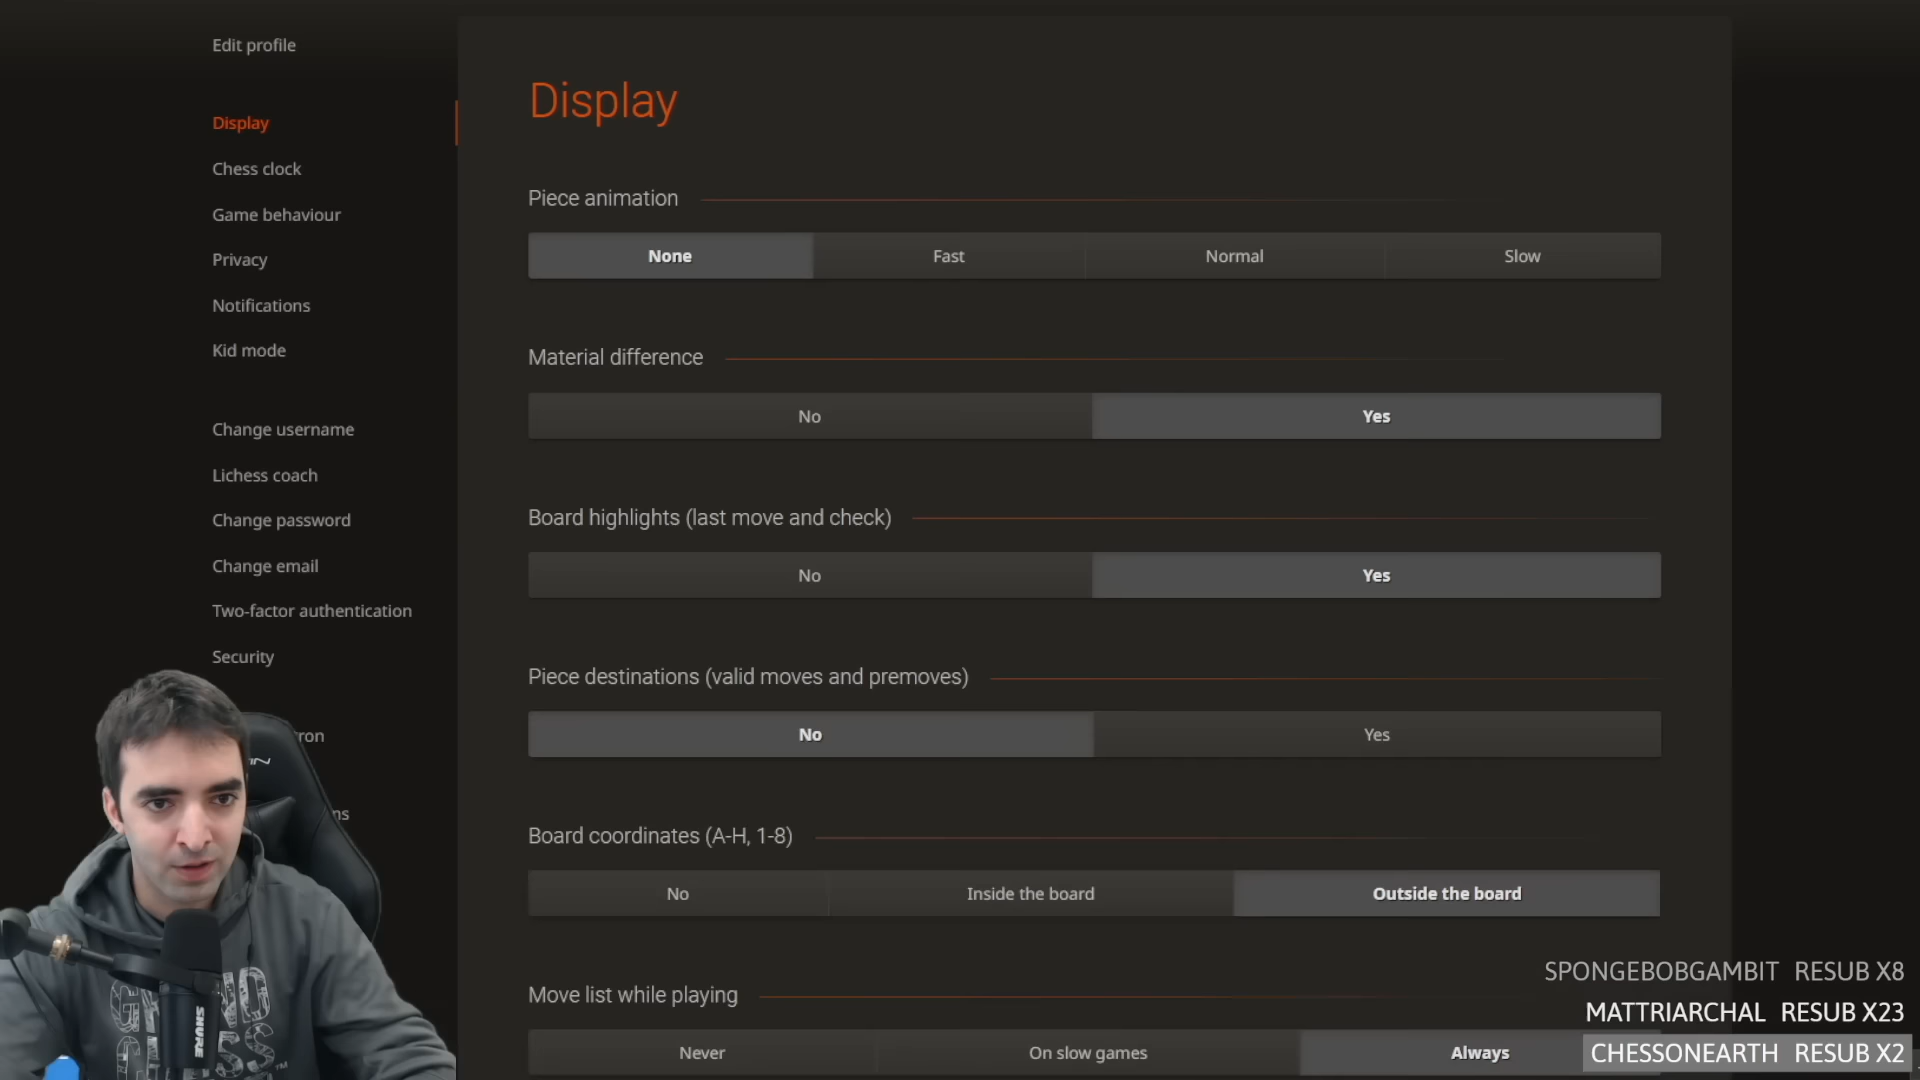 Edit profile
Display
Chess clock
Game behaviour
Privacy
Notifications
Kid mode
Change username
Lichess coach
Change password
Change email
Two-factor authentication
Security
Display
Piece animation
None Fast Normal Slow
Material difference
No Yes
Board highlights (last move and check)
No Yes
Piece destinations (valid moves and premoves)
No Yes
Board coordinates (A-H, 1-8)
No Inside the board Outside the board
Move list while playing
Never On slow games Always
SPONGEBOBGAMBIT RESUB X8
MATTRIARCHAL RESUB X23
CHESSONEARTH RESUB X2
SHURE